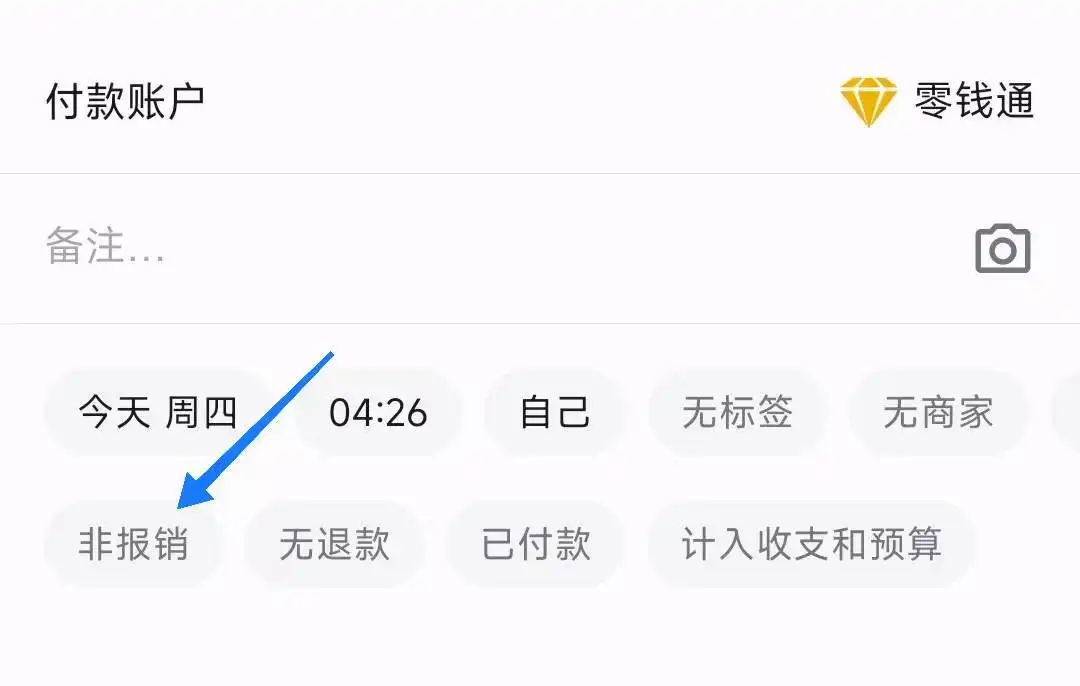 付款账户 零钱通
备注...
今天 周四 04:26 自己 无标签 无商家
非报销 无退款 已付款 计入收支和预算